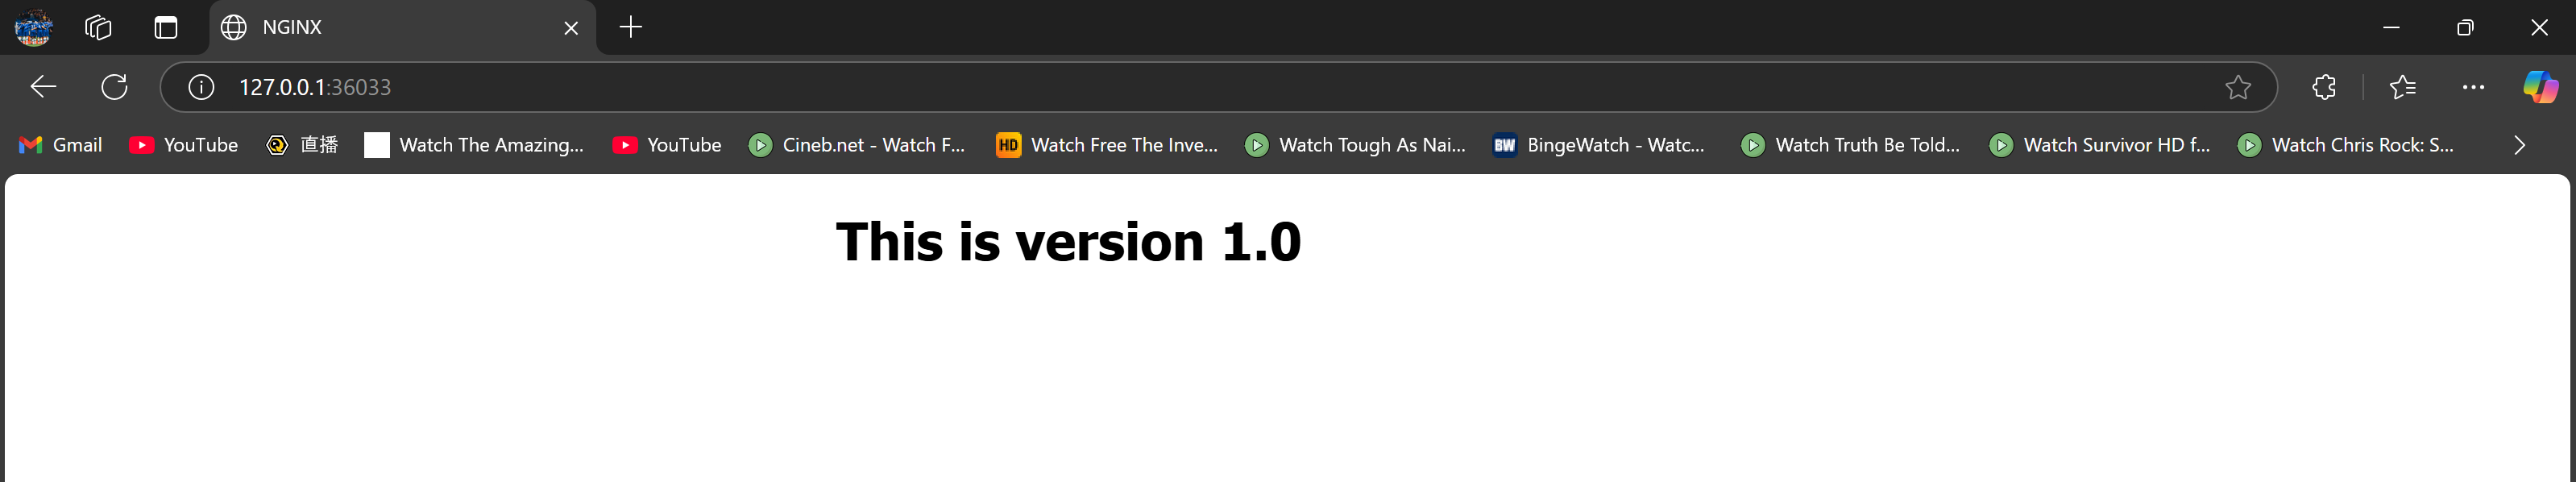 NGINX
127.0.0.1:36033
Gmail YouTube 直播 Watch The Amazing... YouTube Cineb.net - Watch F... HD Watch Free The Inve... Watch Tough As Nai... BW BingeWatch - Watc... Watch Truth Be Told... Watch Survivor HD f... Watch Chris Rock: S...
This is version 1.0